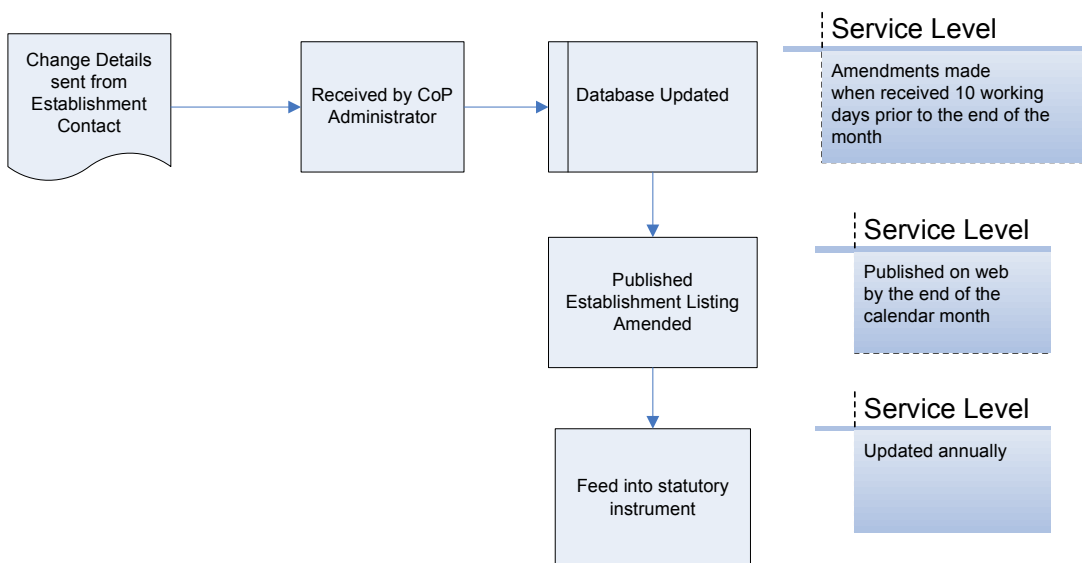 Change Details
sent from
Establishment
Contact
Received by CoP
Administrator
Database Updated
Service Level
Amendments made
when received 10 working
days prior to the end of the
month
Published
Establishment Listing
Amended
Service Level
Published on web
by the end of the
calendar month
Feed into statutory
instrument
Service Level
Updated annually